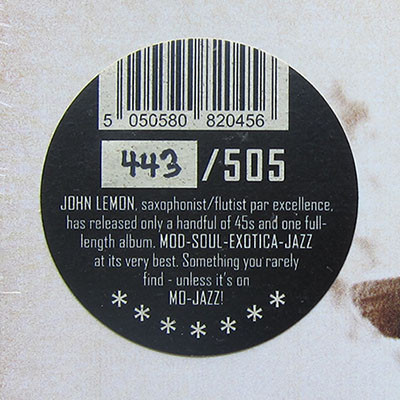 5 050580 820456
443 /505
JOHN LEMON, saxophonist/flutist par excellence,
has released only a handful of 45s and one full-
length album. MOD-SOUL-EXOTICA-JAZZ
at its very best. Something you rarely
find - unless it's on
MO-JAZZ!
* * * * * * *